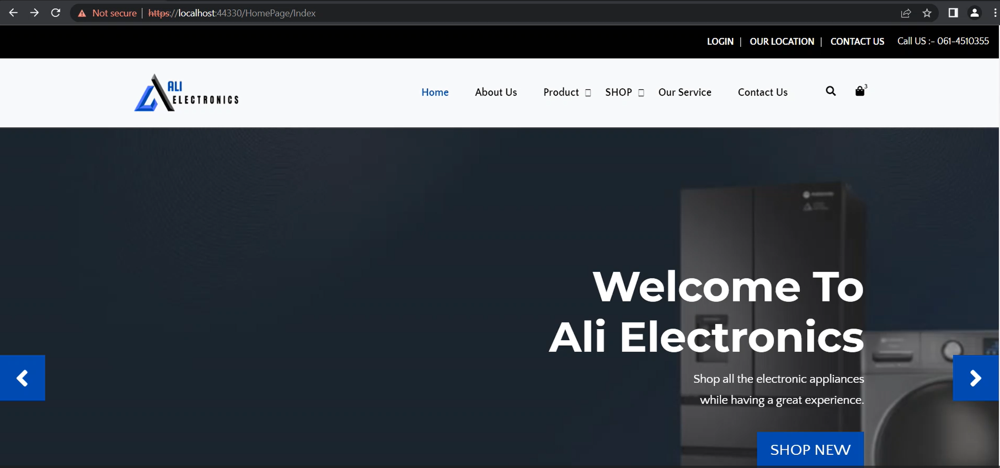 Not secure | https://localhost:44330/HomePage/Index
LOGIN | OUR LOCATION | CONTACT US Call US :- 061-4510355
ALI
ELECTRONICS
Home About Us Product SHOP Our Service Contact Us 3
Welcome To
Ali Electronics
Shop all the electronic appliances
while having a great experience.
SHOP NEW